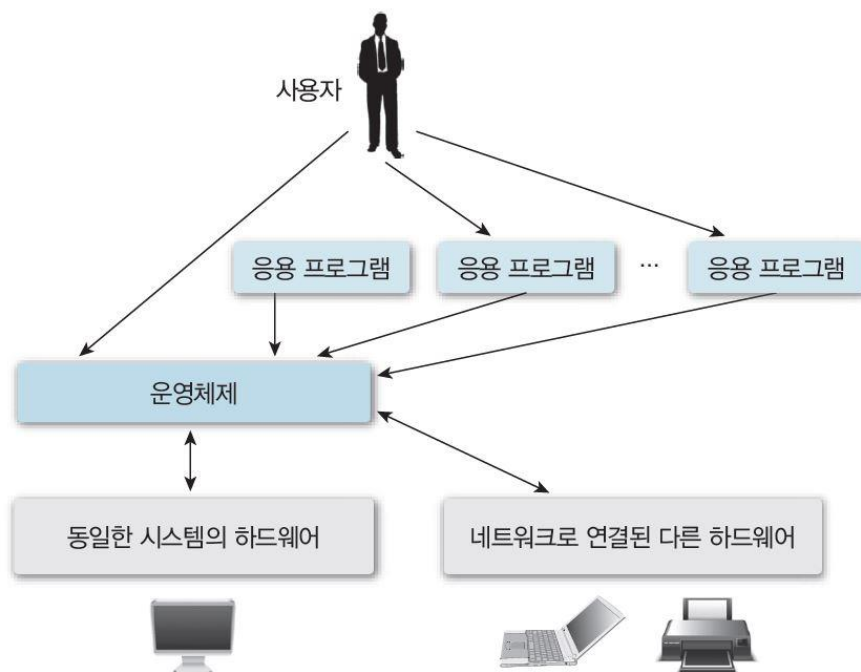 사용자
응용 프로그램
응용 프로그램
...
응용 프로그램
운영체제
동일한 시스템의 하드웨어
네트워크로 연결된 다른 하드웨어